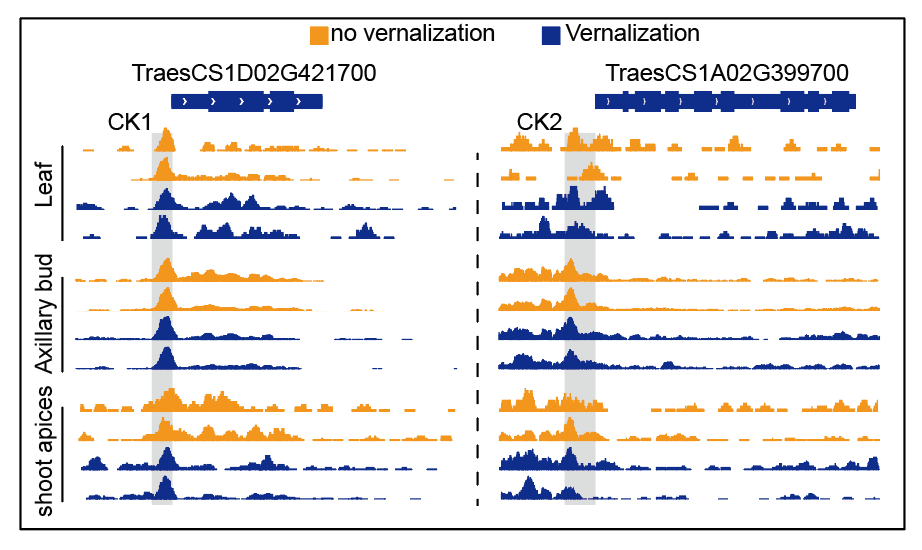 no vernalization
Vernalization
TraesCS1D02G421700
TraesCS1A02G399700
CK1
CK2
Leaf
Axillary bud
shoot apices